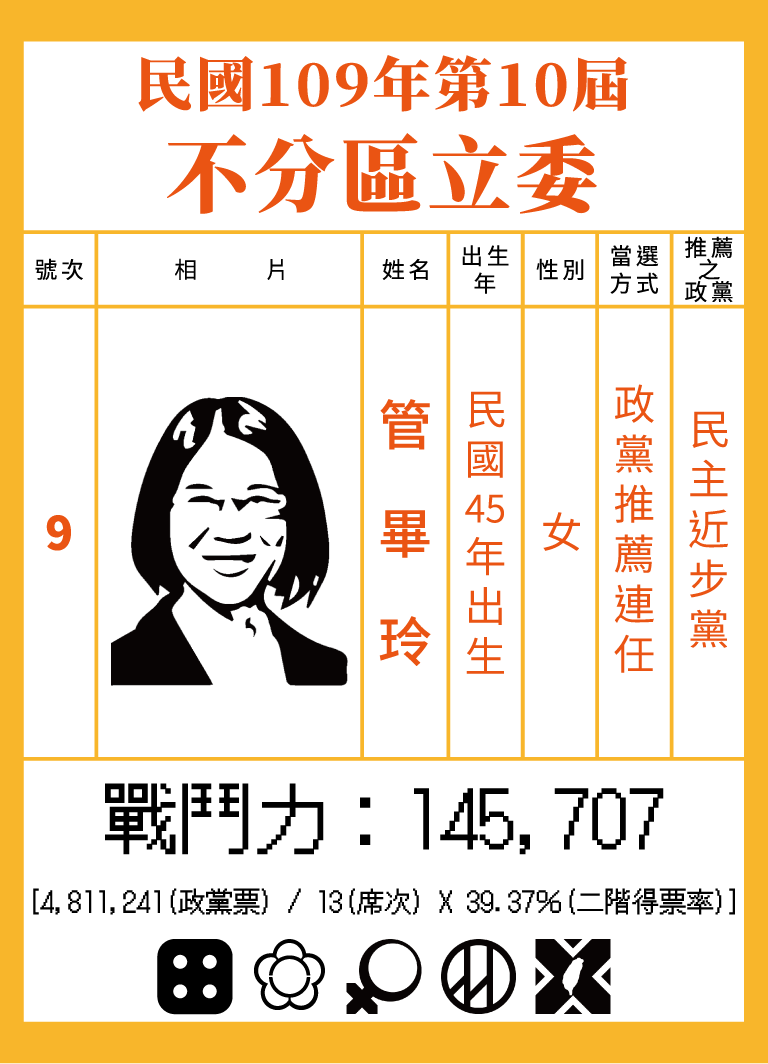 民國109年第10屆
不分區立委
號次
相 片
姓名
出生
年
性別
當選
方式
推薦
之
政黨
9
管畢玲
民國45年出生
女
政黨推薦連任
民主近步黨
戰鬥力：145,707
[4,811,241(政黨票) / 13(席次) X 39.37%(二階得票率)]